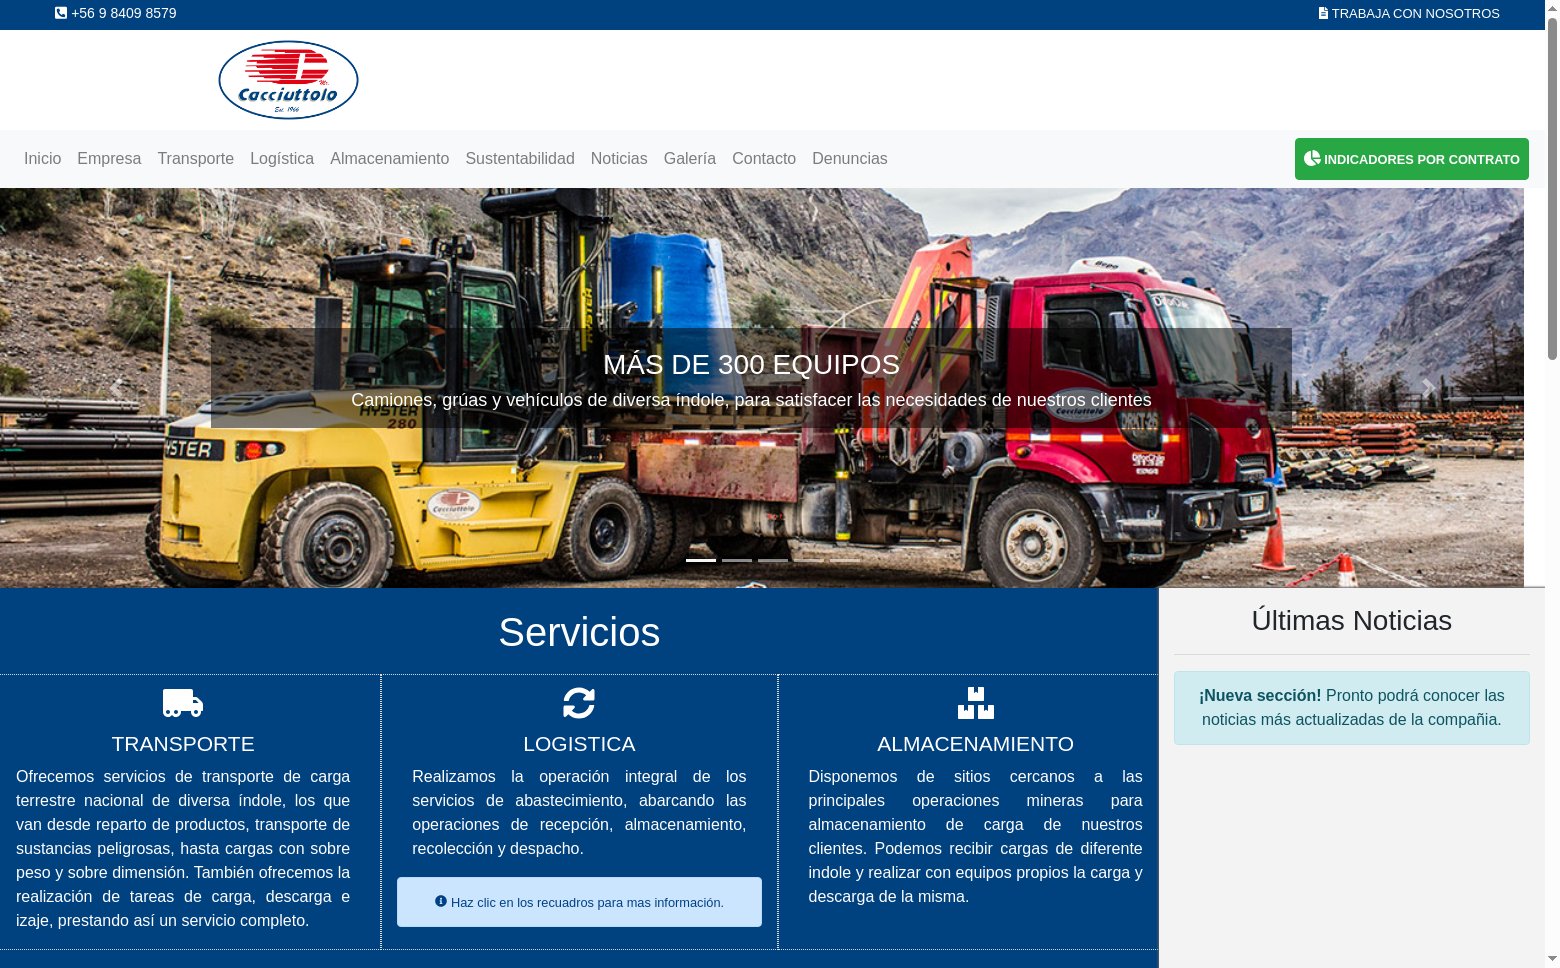 +56 9 8409 8579
TRABAJA CON NOSOTROS
Cacciuttolo
Est. 1966
Inicio Empresa Transporte Logística Almacenamiento Sustentabilidad Noticias Galería Contacto Denuncias
INDICADORES POR CONTRATO
MÁS DE 300 EQUIPOS
Camiones, grúas y vehículos de diversa índole, para satisfacer las necesidades de nuestros clientes
HYSTER
280
HYSTER
Cacciuttolo
Cacciuttolo
Servicios
TRANSPORTE
Ofrecemos servicios de transporte de carga
terrestre nacional de diversa índole, los que
van desde reparto de productos, transporte de
sustancias peligrosas, hasta cargas con sobre
peso y sobre dimensión. También ofrecemos la
realización de tareas de carga, descarga e
izaje, prestando así un servicio completo.
LOGISTICA
Realizamos la operación integral de los
servicios de abastecimiento, abarcando las
operaciones de recepción, almacenamiento,
recolección y despacho.
Haz clic en los recuadros para mas información.
ALMACENAMIENTO
Disponemos de sitios cercanos a las
principales operaciones mineras para
almacenamiento de carga de nuestros
clientes. Podemos recibir cargas de diferente
indole y realizar con equipos propios la carga y
descarga de la misma.
Últimas Noticias
¡Nueva sección! Pronto podrá conocer las
noticias más actualizadas de la compañia.